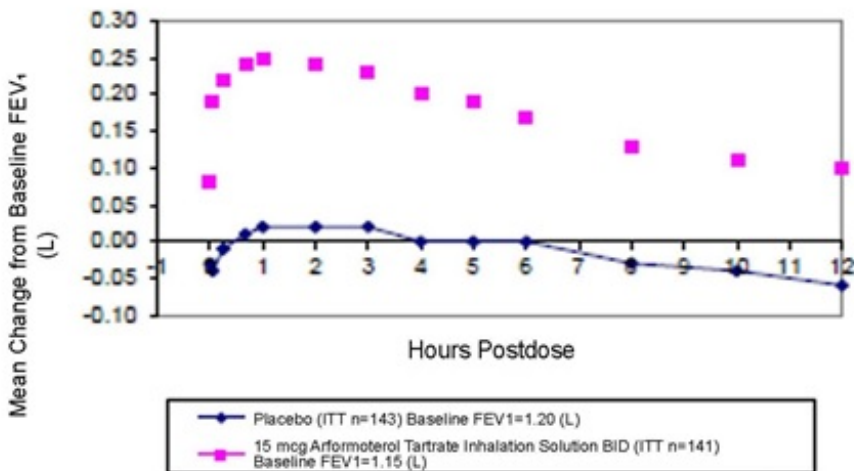 0.30
0.25
0.20
0.15
0.10
0.05
0.00
-0.05
-0.10
-1 0 1 2 3 4 5 6 7 8 9 10 11 12
Mean Change from Baseline FEV₁
(L)
Hours Postdose
Placebo (ITT n=143) Baseline FEV1=1.20 (L)
15 mcg Arformoterol Tartrate Inhalation Solution BID (ITT n=141)
Baseline FEV1=1.15 (L)